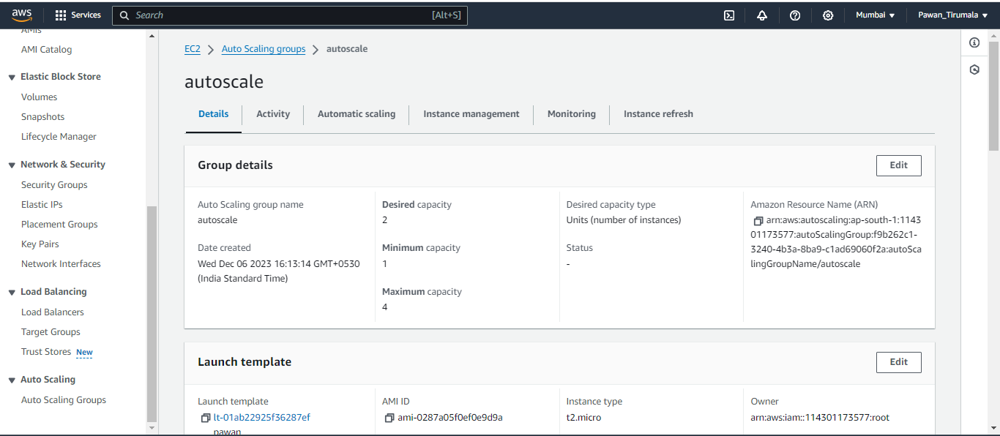 aws
Services
Search
[Alt+S]
Mumbai
Pawan_Tirumala
AMIs
AMI Catalog
Elastic Block Store
Volumes
Snapshots
Lifecycle Manager
Network & Security
Security Groups
Elastic IPs
Placement Groups
Key Pairs
Network Interfaces
Load Balancing
Load Balancers
Target Groups
Trust Stores New
Auto Scaling
Auto Scaling Groups
EC2 > Auto Scaling groups > autoscale
autoscale
Details
Activity
Automatic scaling
Instance management
Monitoring
Instance refresh
Group details
Edit
Auto Scaling group name
autoscale
Date created
Wed Dec 06 2023 16:13:14 GMT+0530
(India Standard Time)
Desired capacity
2
Minimum capacity
1
Maximum capacity
4
Desired capacity type
Units (number of instances)
Status
-
Amazon Resource Name (ARN)
arn:aws:autoscaling:ap-south-1:1143
01173577:autoScalingGroup:f9b262c1-
3240-4b3a-8ba9-c1ad69060f2a:autoSca
lingGroupName/autoscale
Launch template
Edit
Launch template
lt-01ab22925f36287ef
pawan
AMI ID
ami-0287a05f0ef0e9d9a
Instance type
t2.micro
Owner
arn:aws:iam::114301173577:root